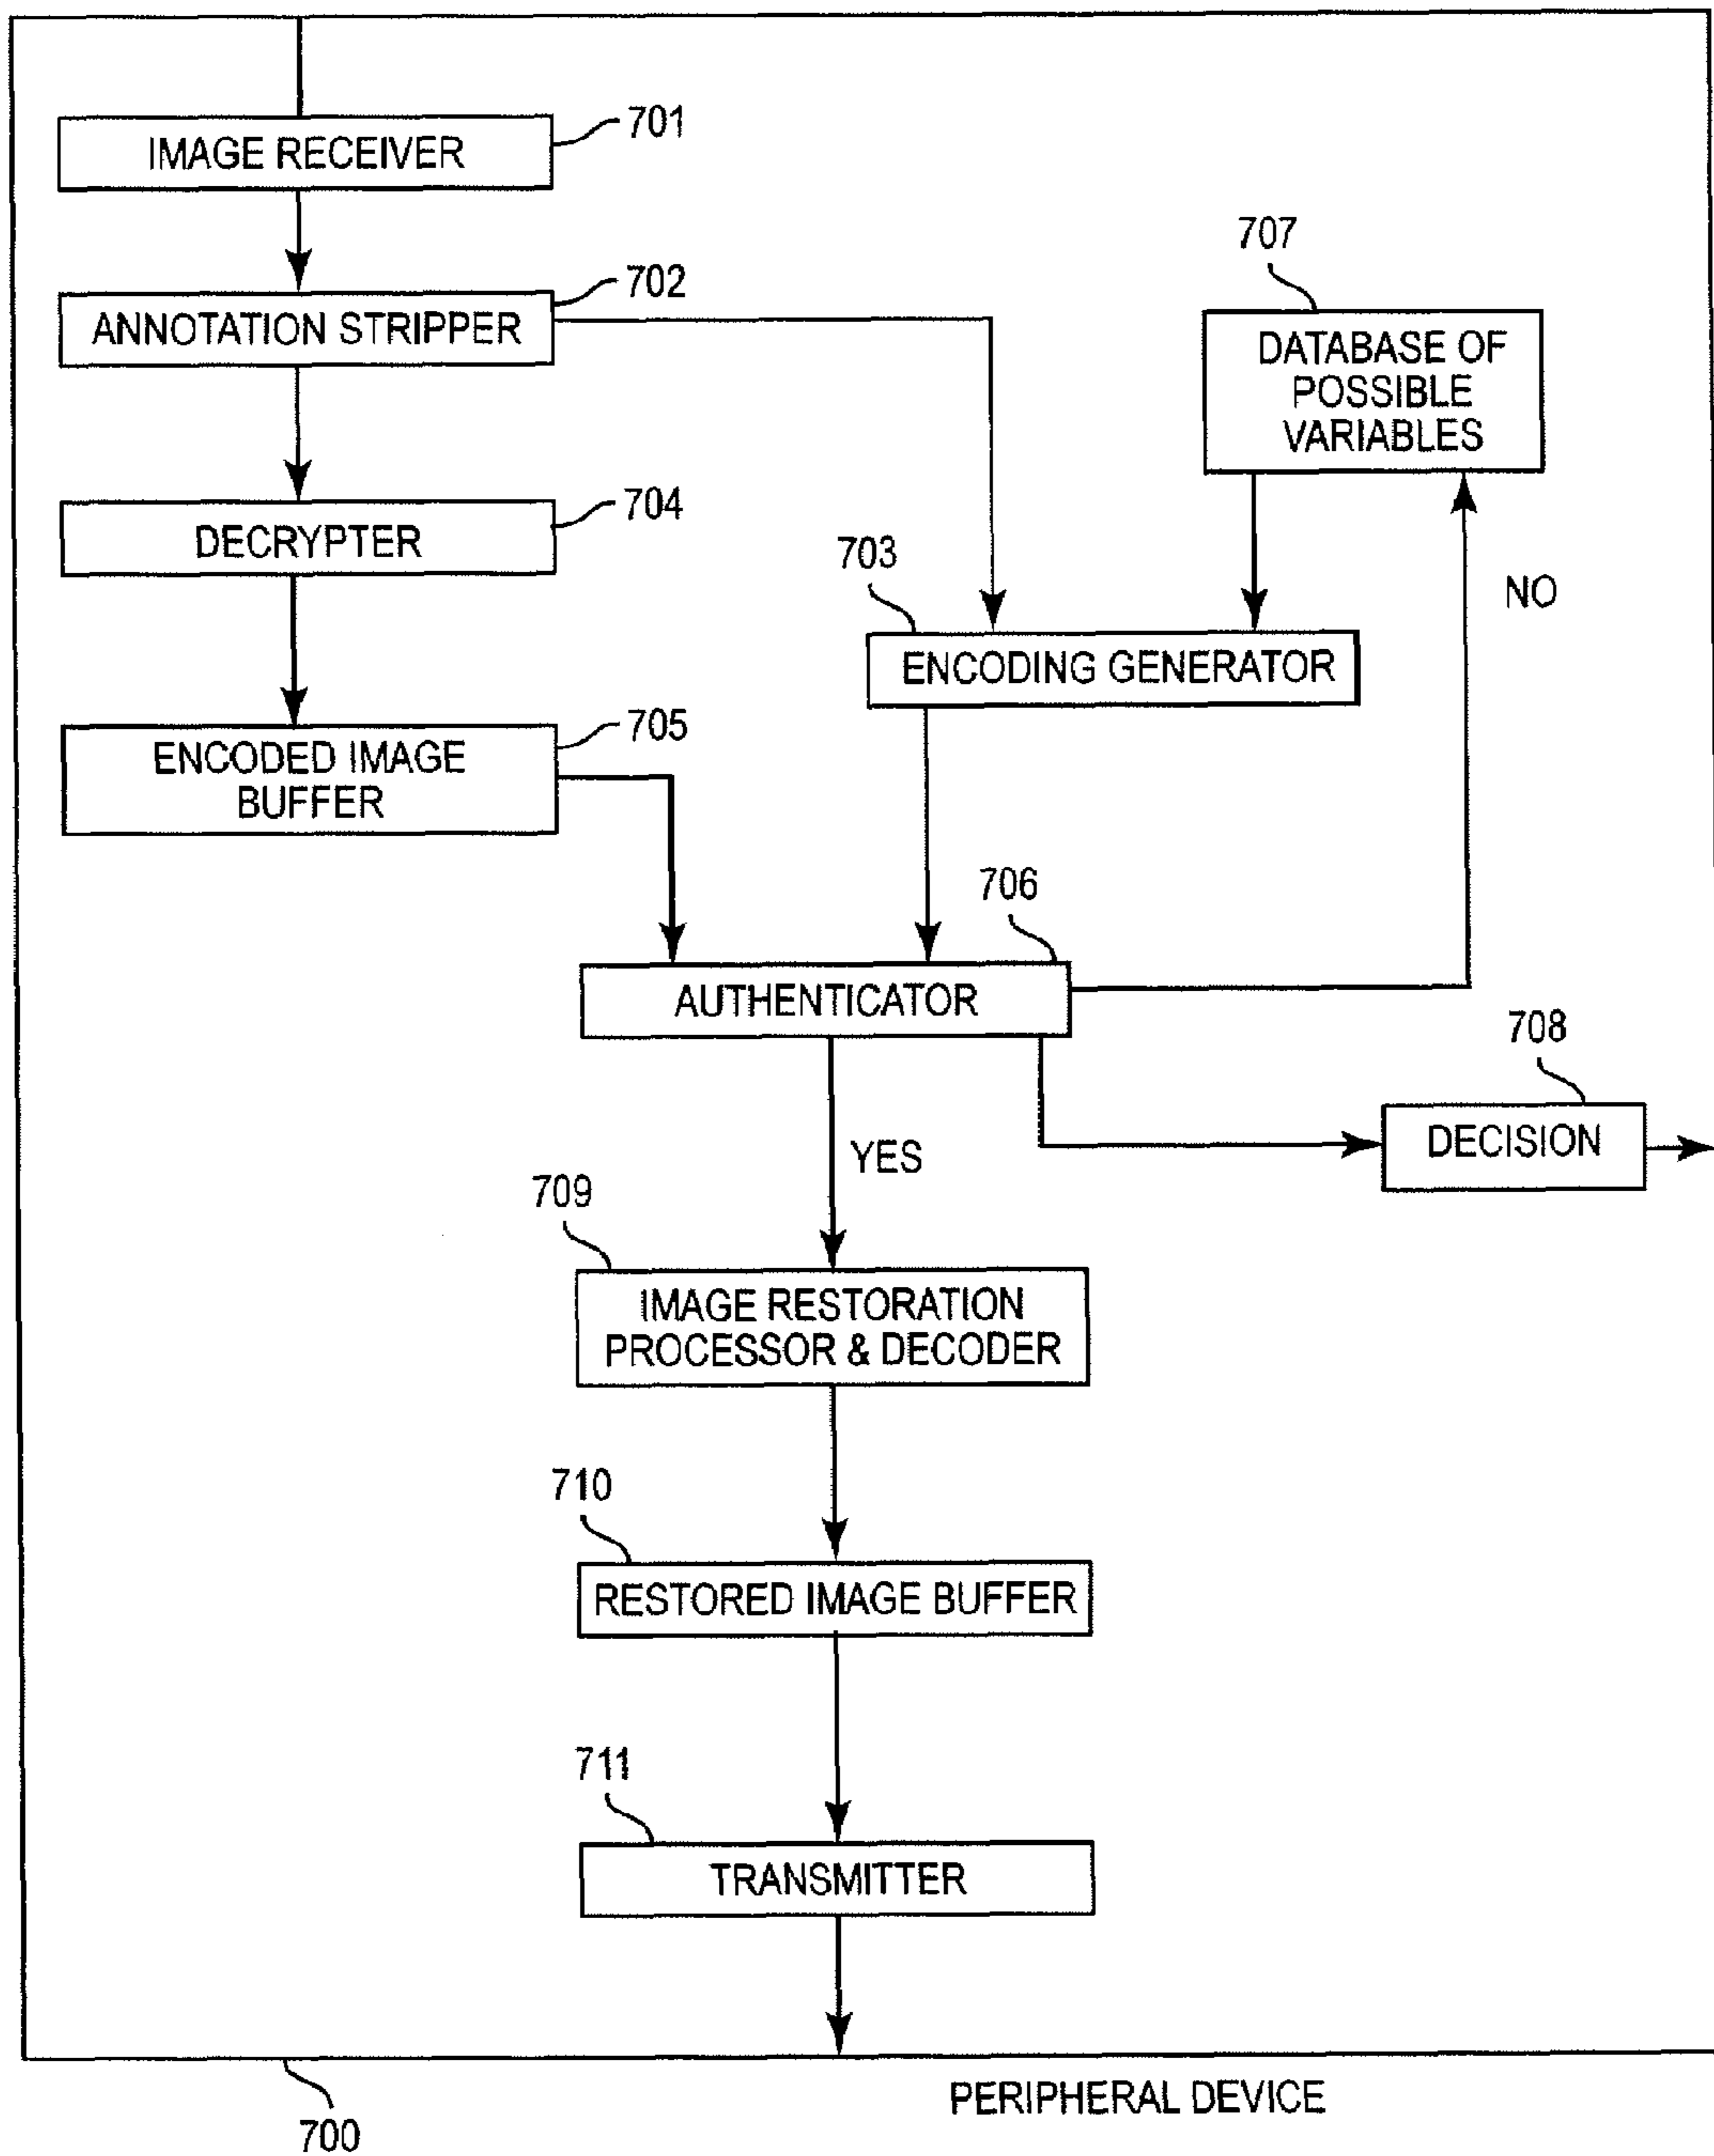 701
IMAGE RECEIVER
702
ANNOTATION STRIPPER
707
DATABASE OF
POSSIBLE
VARIABLES
704
DECRYPTER
703
NO
ENCODING GENERATOR
705
ENCODED IMAGE
BUFFER
706
AUTHENTICATOR
708
DECISION
YES
709
IMAGE RESTORATION
PROCESSOR & DECODER
710
RESTORED IMAGE BUFFER
711
TRANSMITTER
PERIPHERAL DEVICE
700